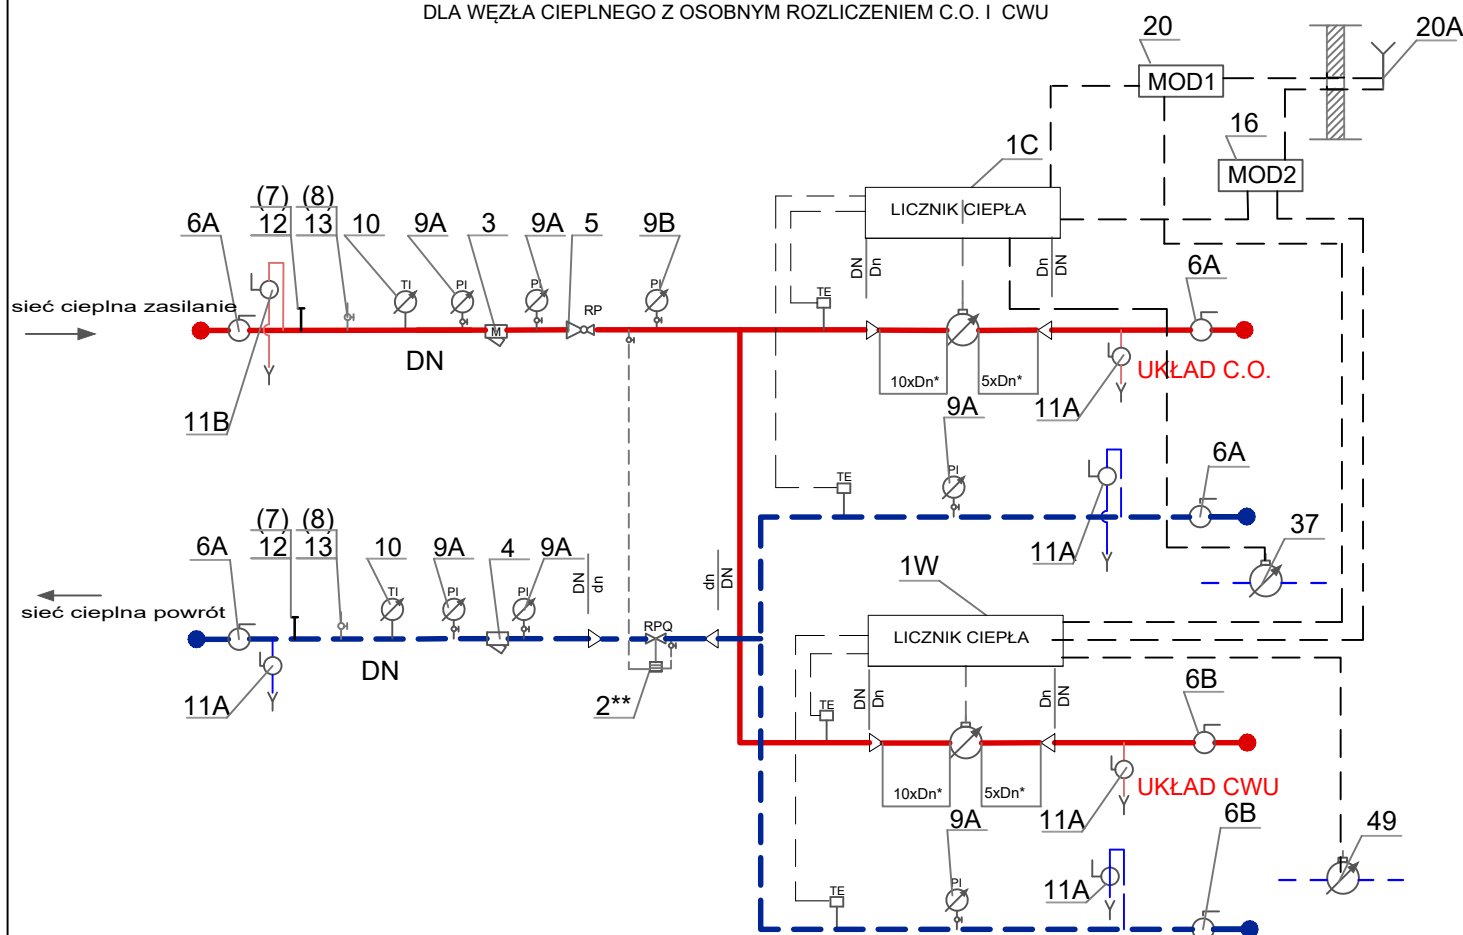 DLA WĘZŁA CIEPLNEGO Z OSOBNYM ROZLICZENIEM C.O. I CWU
20
20A
MOD1
16
MOD2
1C
LICZNIK CIEPŁA
(7)
12
(8)
13
6A
10
9A
3
9A
5
9B
DN
Dn
Dn
DN
6A
TI
PI
PI
PI
TE
sieć cieplna zasilanie
RP
M
DN
UKŁAD C.O.
10xDn*
5xDn*
11B
9A
11A
6A
PI
TE
(7)
12
(8)
13
6A
10
9A
4
9A
DN
dn
dn
DN
11A
37
1W
TI
PI
PI
sieć cieplna powrót
RPQ
LICZNIK CIEPŁA
DN
11A
2**
DN
Dn
Dn
DN
6B
TE
UKŁAD CWU
10xDn*
5xDn*
9A
11A
6B
49
PI
TE
11A